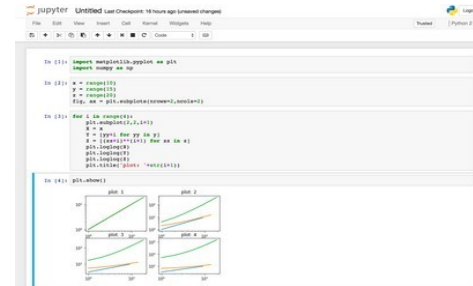 jupyter Untitled Last Checkpoint: 16 hours ago (unsaved changes)
File Edit View Insert Cell Kernel Widgets Help Trusted Python 2
Code
In [1]: import matplotlib.pyplot as plt
import numpy as np
In [2]: x = range(10)
y = range(15)
z = range(20)
fig, ax = plt.subplots(nrows=2,ncols=2)
In [3]: for i in range(4):
plt.subplot(2,2,i+1)
X = x
Y = [yy+i for yy in y]
Z = [(zz+1)**(i+1) for zz in z]
plt.loglog(X)
plt.loglog(Y)
plt.loglog(Z)
plt.title('plot: '+str(i+1))
In [4]: plt.show()
plot: 1 plot: 2
plot: 3 plot: 4